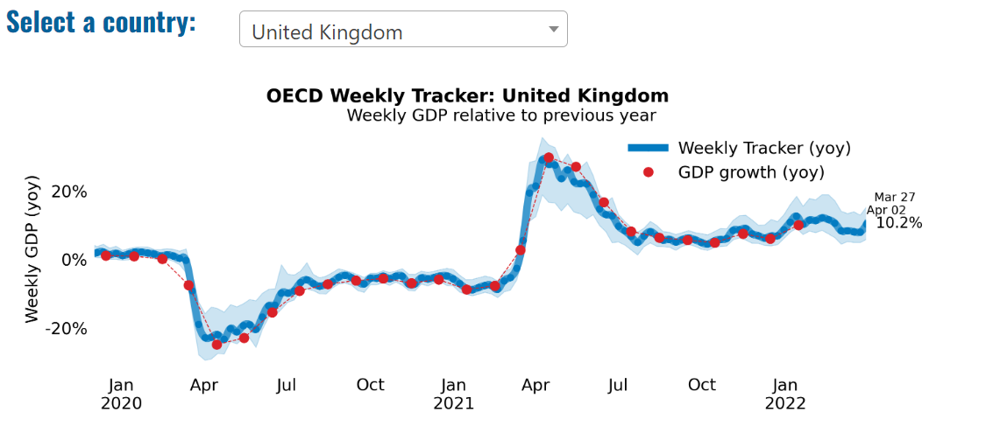 Select a country:
United Kingdom
OECD Weekly Tracker: United Kingdom
Weekly GDP relative to previous year
Weekly Tracker (yoy)
GDP growth (yoy)
Weekly GDP (yoy)
20%
0%
-20%
Mar 27
Apr 02
10.2%
Jan Apr Jul Oct Jan Apr Jul Oct Jan
2020 2021 2022